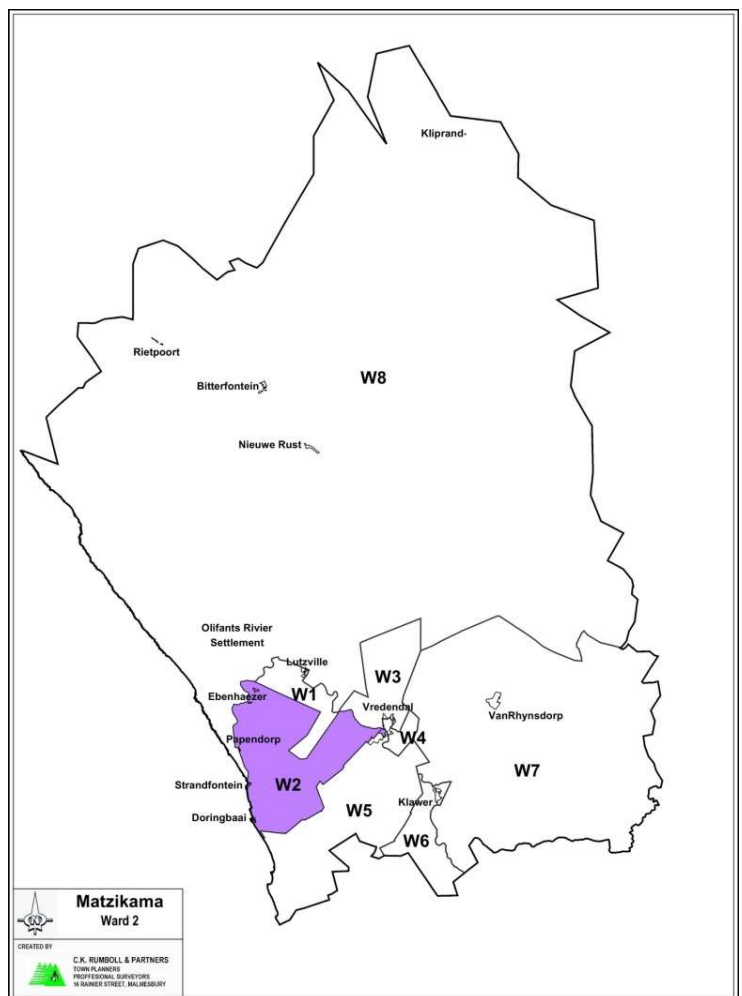 Kliprand-
Rietpoort
Bitterfontein
W8
Nieuwe Rust
Olifants Rivier
Settlement
Lutzville
W3
Ebenhaezer
W1
Vredendal
VanRhynsdorp
Papendorp
W4
W7
Strandfontein
W2
Klawer
W5
Doringbaai
W6
Matzikama
Ward 2
CREATED BY
C.K. RUMBOLL & PARTNERS
TOWN PLANNERS
PROFFESIONAL SURVEYORS
16 RAINIER STREET, MALMESBURY